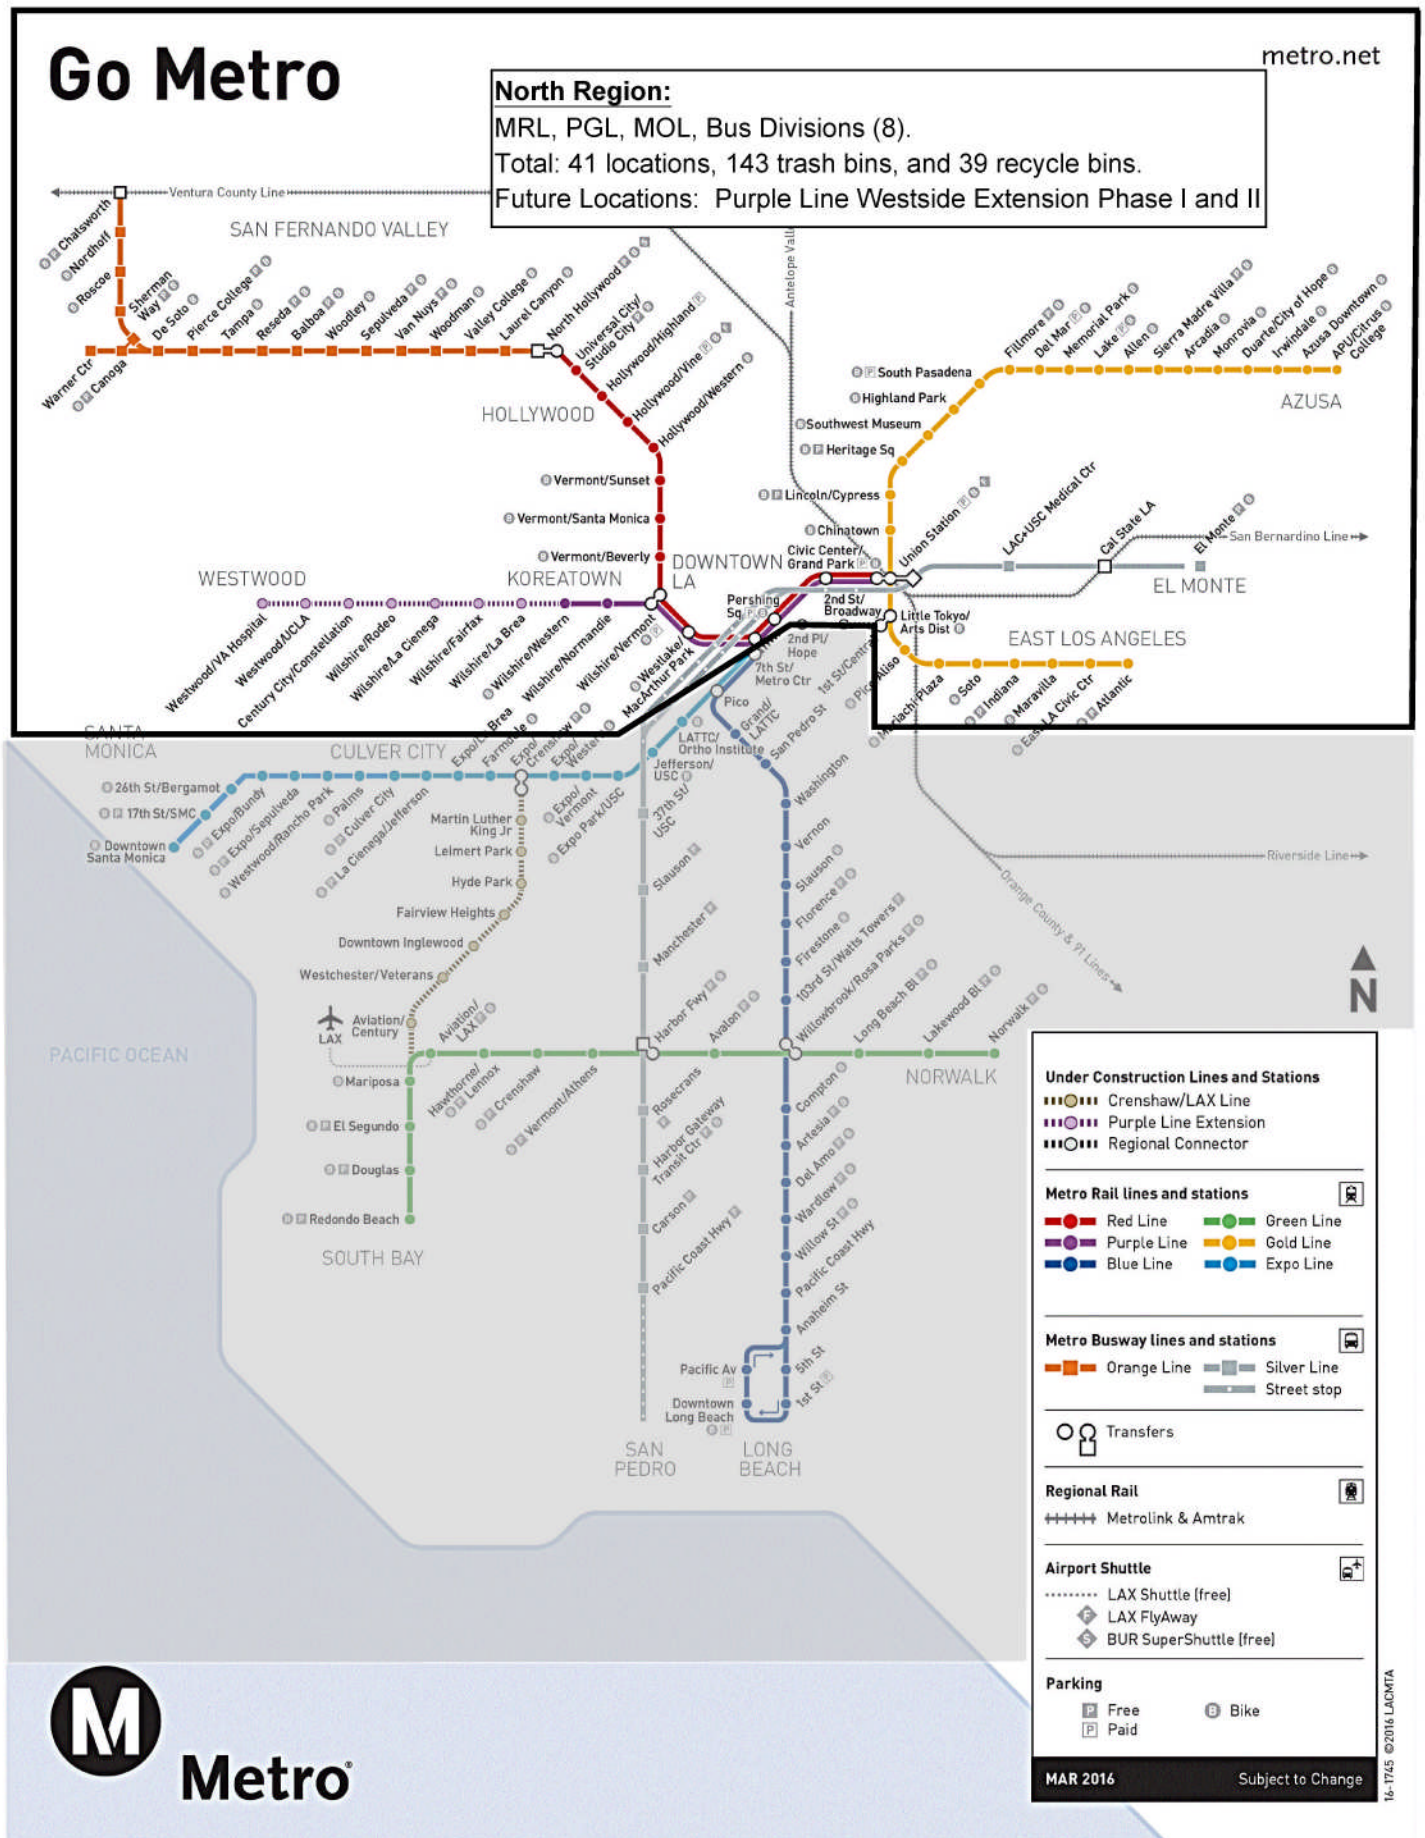 Go Metro
metro.net
North Region:
MRL, PGL, MOL, Bus Divisions (8).
Total: 41 locations, 143 trash bins, and 39 recycle bins.
Future Locations: Purple Line Westside Extension Phase I and II
Ventura County Line
SAN FERNANDO VALLEY
Antelope Vall
Chatsworth
Nordhoff
Roscoe
Sherman
Way
Warner Ctr
Canoga
De Soto
Pierce College
Tampa
Reseda
Balboa
Woodley
Sepulveda
Van Nuys
Woodman
Valley College
Laurel Canyon
North Hollywood
Universal City/
Studio City
Hollywood/Highland
Hollywood/Vine
Hollywood/Western
HOLLYWOOD
Vermont/Sunset
Vermont/Santa Monica
Vermont/Beverly
Fillmore
Del Mar
Memorial Park
Lake
Allen
Sierra Madre Villa
Arcadia
Monrovia
Duarte/City of Hope
Irwindale
Azusa Downtown
APU/Citrus
College
AZUSA
South Pasadena
Highland Park
Southwest Museum
Heritage Sq
Lincoln/Cypress
Chinatown
Union Station
LAC+USC Medical Ctr
Cal State LA
El Monte
San Bernardino Line
EL MONTE
DOWNTOWN
LA
Civic Center/
Grand Park
Pershing
Sq
2nd St/
Broadway
Little Tokyo/
Arts Dist
EAST LOS ANGELES
WESTWOOD
KOREATOWN
Westwood/VA Hospital
Westwood/UCLA
Century City/Constellation
Wilshire/Rodeo
Wilshire/La Cienega
Wilshire/Fairfax
Wilshire/La Brea
Wilshire/Western
Wilshire/Normandie
Wilshire/Vermont
Westlake/
MacArthur Park
2nd Pl/
Hope
7th St/
Metro Ctr
1st St/Central
Pico/Aliso
Mariachi Plaza
Soto
Indiana
Maravilla
East LA Civic Ctr
Atlantic
Pico
Grand/
LATTC
San Pedro St
LATTC/
Ortho Institute
Jefferson/
USC
SANTA
MONICA
CULVER CITY
Expo/La Brea
Farmdale
Expo/
Crenshaw
Expo/
Western
26th St/Bergamot
17th St/SMC
Downtown
Santa Monica
Expo/Bundy
Expo/Sepulveda
Westwood/Rancho Park
Palms
Culver City
La Cienega/Jefferson
Expo/
Vermont
Expo Park/USC
37th St/
USC
Slauson
Manchester
Washington
Vernon
Slauson
Florence
Firestone
103rd St/Watts Towers
Willowbrook/Rosa Parks
Martin Luther
King Jr
Leimert Park
Hyde Park
Fairview Heights
Downtown Inglewood
Westchester/Veterans
Aviation/
Century
LAX
Aviation/
LAX
Harbor Fwy
Avalon
Long Beach Bl
Lakewood Bl
Norwalk
NORWALK
Riverside Line
Orange County & 91 Lines
PACIFIC OCEAN
N
Mariposa
El Segundo
Douglas
Redondo Beach
SOUTH BAY
Hawthorne/
Lennox
Crenshaw
Vermont/Athens
Rosecrans
Harbor Gateway
Transit Ctr
Carson
Pacific Coast Hwy
Compton
Artesia
Del Amo
Wardlow
Willow St
Pacific Coast Hwy
Anaheim St
5th St
1st St
Pacific Av
Downtown
Long Beach
SAN
PEDRO
LONG
BEACH
Under Construction Lines and Stations
Crenshaw/LAX Line
Purple Line Extension
Regional Connector
Metro Rail lines and stations
Red Line
Green Line
Purple Line
Gold Line
Blue Line
Expo Line
Metro Busway lines and stations
Orange Line
Silver Line
Street stop
Transfers
Regional Rail
Metrolink & Amtrak
Airport Shuttle
LAX Shuttle (free)
F LAX FlyAway
S BUR SuperShuttle (free)
Parking
P Free
B Bike
P Paid
MAR 2016
Subject to Change
16-1745 ©2016 LACMTA
M
Metro